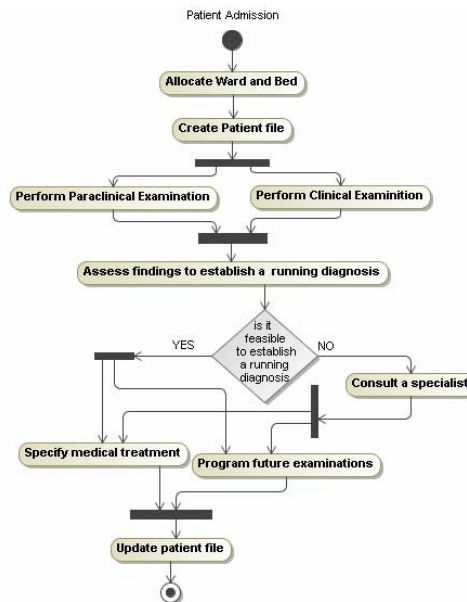 Patient Admission
Allocate Ward and Bed
Create Patient file
Perform Paraclinical Examination
Perform Clinical Examinition
Assess findings to establish a running diagnosis
is it
feasible
to establish
a running
diagnosis
YES
NO
Consult a specialist
Specify medical treatment
Program future examinations
Update patient file